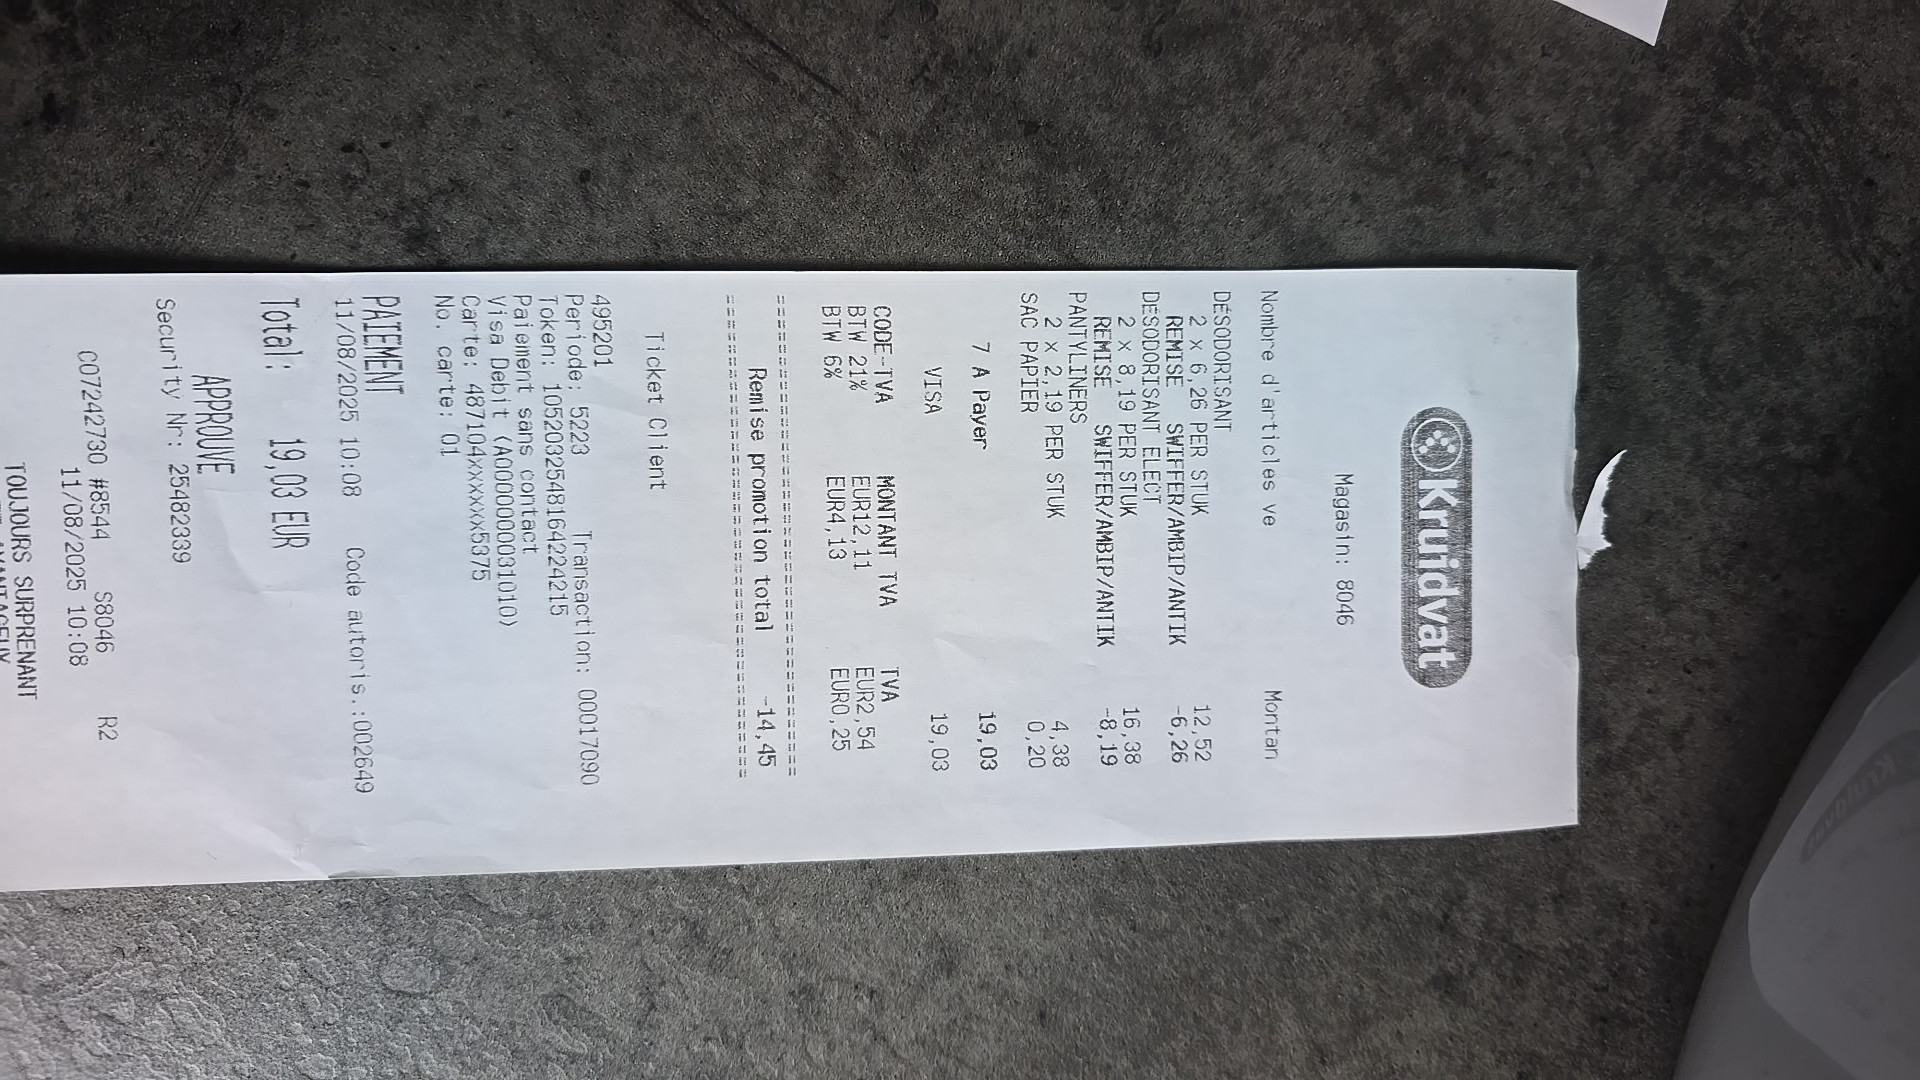 Kruidvat
Magasin: 8046
Nombre d'articles ve Montan
DÉSODORISANT
2 x 6,26 PER STUK 12,52
REMISE SWIFFER/AMBIP/ANTIK -6,26
DÉSODORISANT ELECT
2 x 8,19 PER STUK 16,38
REMISE SWIFFER/AMBIP/ANTIK -8,19
PANTYLINERS
2 x 2,19 PER STUK 4,38
SAC PAPIER 0,20
7 A Payer 19,03
VISA 19,03
CODE-TVA MONTANT TVA TVA
BTW 21% EUR12,11 EUR2,54
BTW 6% EUR4,13 EUR0,25
Remise promotion total -14,45
Ticket Client
495201
Periode: 5223 Transaction: 00017090
Token: 1052032548164224215
Paiement sans contact
Visa Debit (A0000000031010)
Carte: 487104xxxxxx5375
No. carte: 01
PAIEMENT
11/08/2025 10:08 Code autoris.:002649
Total: 19,03 EUR
APPROUVE
Security Nr: 25482339
C07242730 #8544 S8046 R2
11/08/2025 10:08
TOUJOURS SURPRENANT